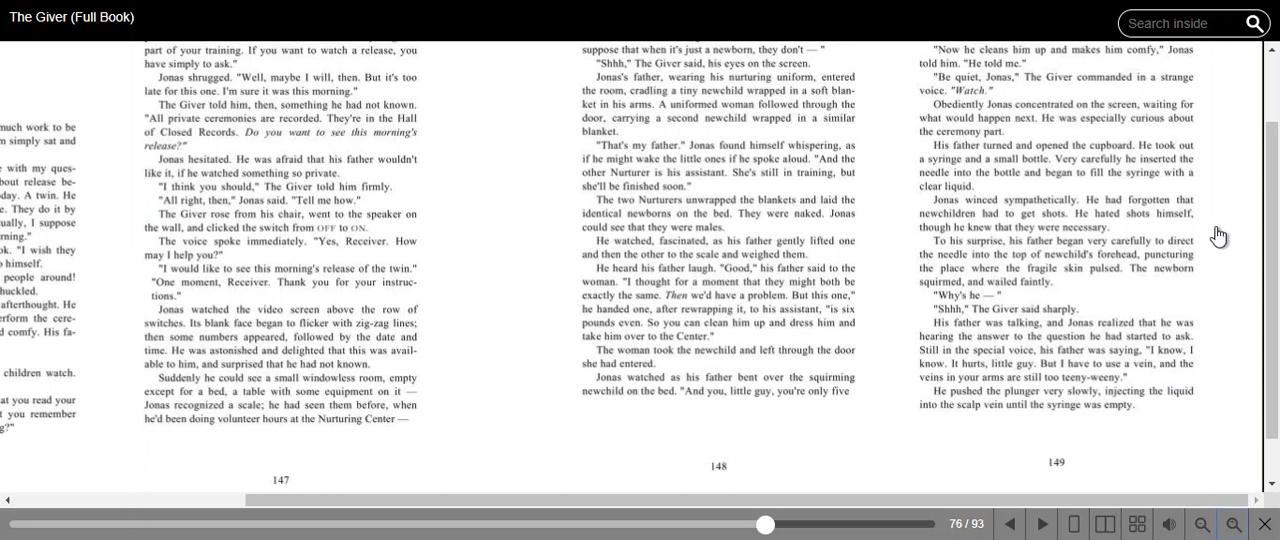 The Giver (Full Book)
Search inside
much work to be
m simply sat and
e with my ques-
bout release be-
day. A twin. He
e. They do it by
ually, I suppose
rning."
ok. "I wish they
o himself.
people around!
huckled.
afterthought. He
erform the cere-
d comfy. His fa-
children watch.
at you read your
t you remember
g?"
part of your training. If you want to watch a release, you
have simply to ask."
Jonas shrugged. "Well, maybe I will, then. But it's too
late for this one. I'm sure it was this morning."
The Giver told him, then, something he had not known.
"All private ceremonies are recorded. They're in the Hall
of Closed Records. Do you want to see this morning's
release?"
Jonas hesitated. He was afraid that his father wouldn't
like it, if he watched something so private.
"I think you should," The Giver told him firmly.
"All right, then," Jonas said. "Tell me how."
The Giver rose from his chair, went to the speaker on
the wall, and clicked the switch from OFF to ON.
The voice spoke immediately. "Yes, Receiver. How
may I help you?"
"I would like to see this morning's release of the twin."
"One moment, Receiver. Thank you for your instruc-
tions."
Jonas watched the video screen above the row of
switches. Its blank face began to flicker with zig-zag lines;
then some numbers appeared, followed by the date and
time. He was astonished and delighted that this was avail-
able to him, and surprised that he had not known.
Suddenly he could see a small windowless room, empty
except for a bed, a table with some equipment on it —
Jonas recognized a scale; he had seen them before, when
he'd been doing volunteer hours at the Nurturing Center —
147
suppose that when it's just a newborn, they don't — "
"Shhh," The Giver said, his eyes on the screen.
Jonas's father, wearing his nurturing uniform, entered
the room, cradling a tiny newchild wrapped in a soft blan-
ket in his arms. A uniformed woman followed through the
door, carrying a second newchild wrapped in a similar
blanket.
"That's my father." Jonas found himself whispering, as
if he might wake the little ones if he spoke aloud. "And the
other Nurturer is his assistant. She's still in training, but
she'll be finished soon."
The two Nurturers unwrapped the blankets and laid the
identical newborns on the bed. They were naked. Jonas
could see that they were males.
He watched, fascinated, as his father gently lifted one
and then the other to the scale and weighed them.
He heard his father laugh. "Good," his father said to the
woman. "I thought for a moment that they might both be
exactly the same. Then we'd have a problem. But this one,"
he handed one, after rewrapping it, to his assistant, "is six
pounds even. So you can clean him up and dress him and
take him over to the Center."
The woman took the newchild and left through the door
she had entered.
Jonas watched as his father bent over the squirming
newchild on the bed. "And you, little guy, you're only five
148
"Now he cleans him up and makes him comfy," Jonas
told him. "He told me."
"Be quiet, Jonas," The Giver commanded in a strange
voice. "Watch."
Obediently Jonas concentrated on the screen, waiting for
what would happen next. He was especially curious about
the ceremony part.
His father turned and opened the cupboard. He took out
a syringe and a small bottle. Very carefully he inserted the
needle into the bottle and began to fill the syringe with a
clear liquid.
Jonas winced sympathetically. He had forgotten that
newchildren had to get shots. He hated shots himself,
though he knew that they were necessary.
To his surprise, his father began very carefully to direct
the needle into the top of newchild's forehead, puncturing
the place where the fragile skin pulsed. The newborn
squirmed, and wailed faintly.
"Why's he — "
"Shhh," The Giver said sharply.
His father was talking, and Jonas realized that he was
hearing the answer to the question he had started to ask.
Still in the special voice, his father was saying, "I know, I
know. It hurts, little guy. But I have to use a vein, and the
veins in your arms are still too teeny-weeny."
He pushed the plunger very slowly, injecting the liquid
into the scalp vein until the syringe was empty.
149
76 / 93